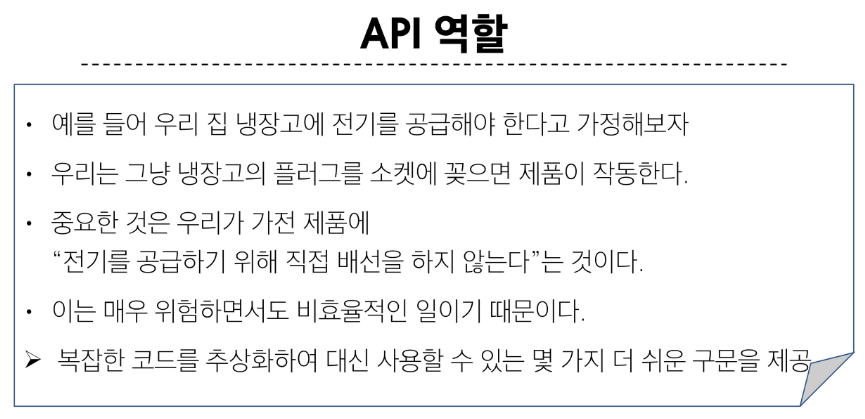 API 역할
• 예를 들어 우리 집 냉장고에 전기를 공급해야 한다고 가정해보자
• 우리는 그냥 냉장고의 플러그를 소켓에 꽂으면 제품이 작동한다.
• 중요한 것은 우리가 가전 제품에
“전기를 공급하기 위해 직접 배선을 하지 않는다”는 것이다.
• 이는 매우 위험하면서도 비효율적인 일이기 때문이다.
➢ 복잡한 코드를 추상화하여 대신 사용할 수 있는 몇 가지 더 쉬운 구문을 제공